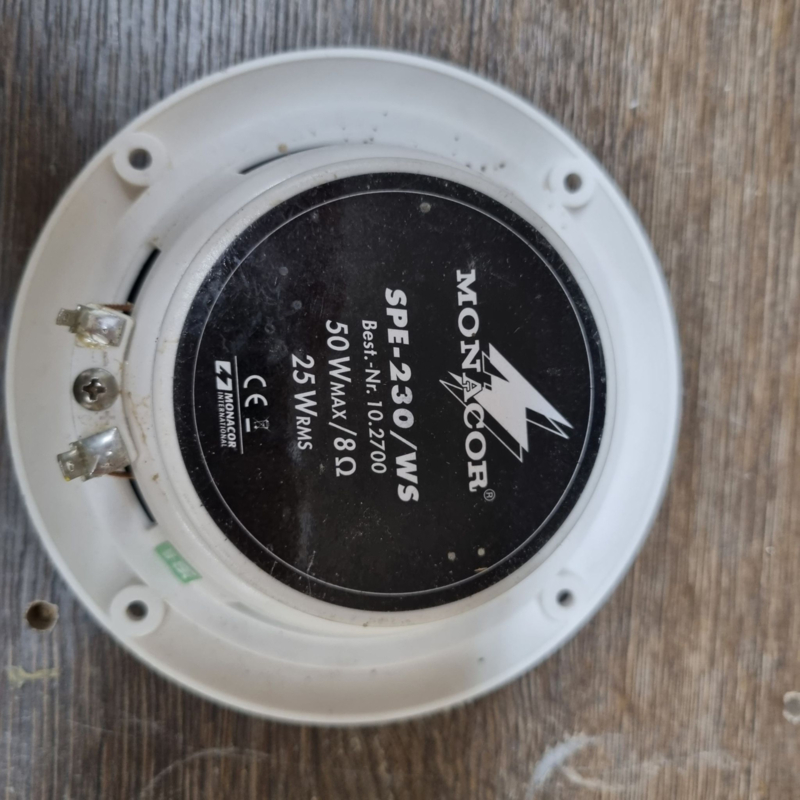 MONACOR®
SPE-230/WS
Best.-Nr. 10.2700
50 WMAX/8 Ω
25 WRMS
CE
MONACOR
INTERNATIONAL